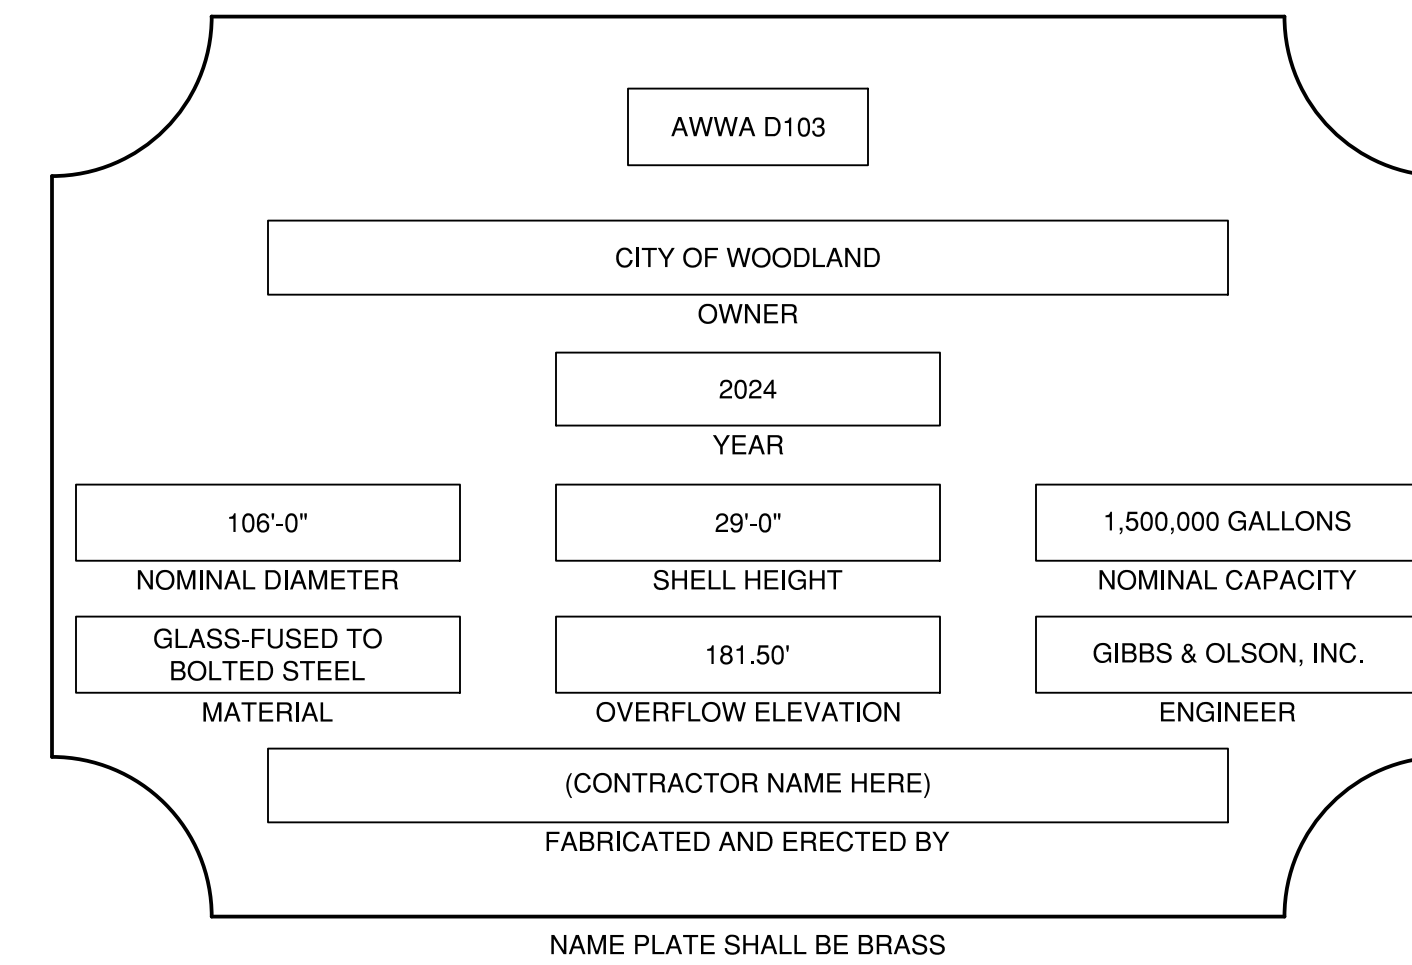 AWWA D103
CITY OF WOODLAND
OWNER
2024
YEAR
106'-0"
NOMINAL DIAMETER
29'-0"
SHELL HEIGHT
1,500,000 GALLONS
NOMINAL CAPACITY
GLASS-FUSED TO
BOLTED STEEL
MATERIAL
181.50'
OVERFLOW ELEVATION
GIBBS & OLSON, INC.
ENGINEER
(CONTRACTOR NAME HERE)
FABRICATED AND ERECTED BY
NAME PLATE SHALL BE BRASS